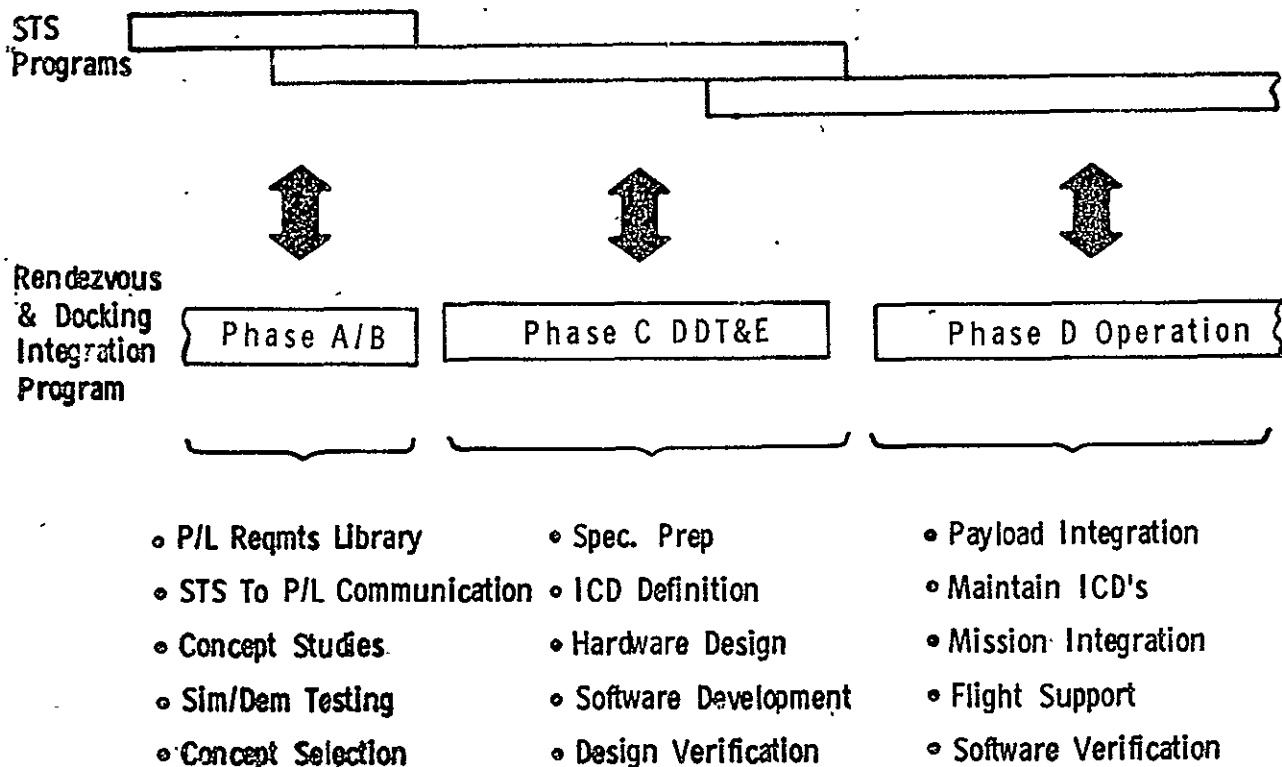 STS
Programs
Rendezvous
& Docking
Integration
Program
Phase A/B
Phase C DDT&E
Phase D Operation
• P/L Reqmts Library
• STS To P/L Communication
• Concept Studies
• Sim/Dem Testing
• Concept Selection
• Spec. Prep
• ICD Definition
• Hardware Design
• Software Development
• Design Verification
• Payload Integration
• Maintain ICD's
• Mission Integration
• Flight Support
• Software Verification